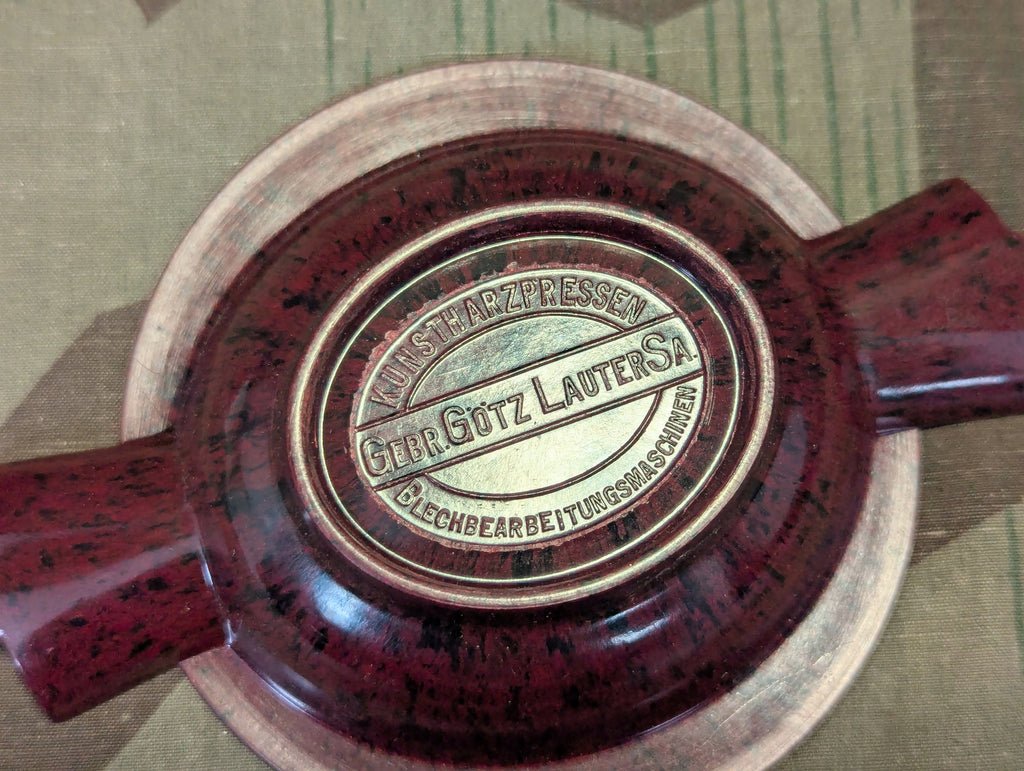 KUNSTHARZPRESSEN
GEBR. GÖTZ LAUTER SA.
BLECHBEARBEITUNGSMASCHINEN